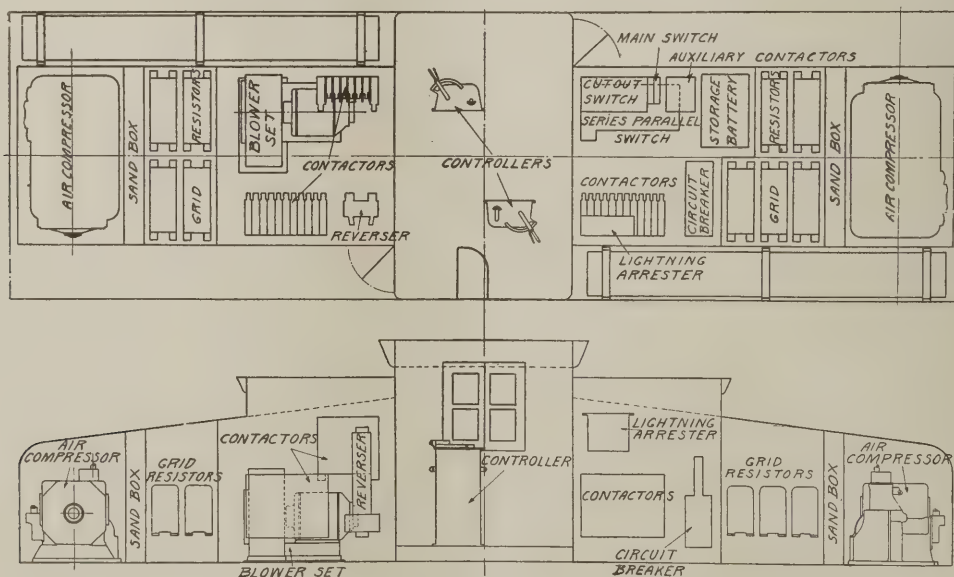 MAIN SWITCH
AUXILIARY CONTACTORS
AIR COMPRESSOR
SAND BOX
RESISTORS
GRID
BLOWER
SET
CONTACTORS
REVERSER
CONTROLLERS
CUTOUT
SWITCH
SERIES PARALLEL
SWITCH
STORAGE
BATTERY
RESISTORS
GRID
SAND BOX
AIR COMPRESSOR
CONTACTORS
CIRCUIT
BREAKER
LIGHTNING
ARRESTER
AIR
COMPRESSOR
SAND BOX
GRID
RESISTORS
CONTACTORS
REVERSER
BLOWER SET
CONTROLLER
LIGHTNING
ARRESTER
CONTACTORS
CIRCUIT
BREAKER
GRID
RESISTORS
SAND BOX
AIR
COMPRESSOR